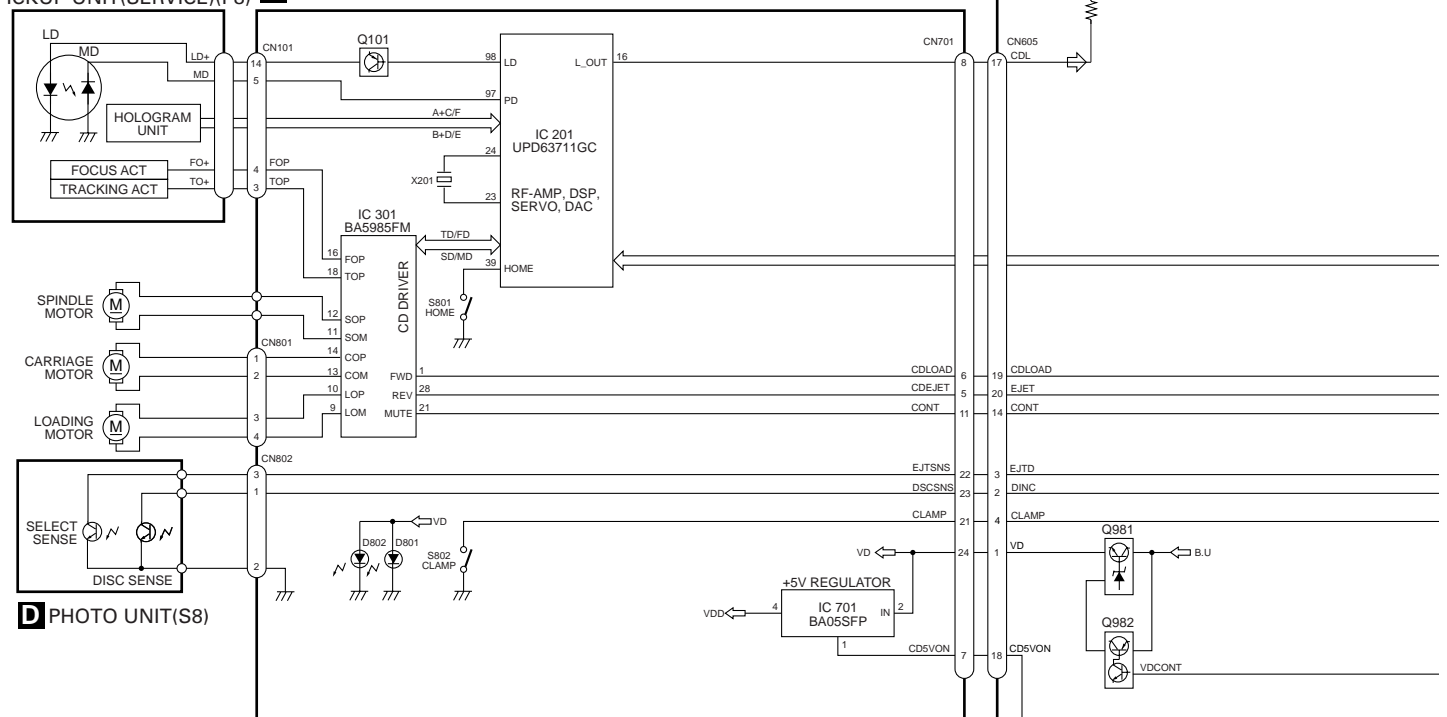 ICKUP UNIT(SERVICE)(P8)
LD
MD
LD+
MD
HOLOGRAM
UNIT
FOCUS ACT
TRACKING ACT
FO+
TO+
CN101
14
5
4
3
FOP
TOP
Q101
A+C/F
B+D/E
98
LD
97
PD
24
X201
23
L_OUT
16
IC 201
UPD63711GC
RF-AMP, DSP,
SERVO, DAC
39
HOME
TD/FD
SD/MD
S801
HOME
IC 301
BA5985FM
CD DRIVER
16
FOP
18
TOP
12
SOP
11
SOM
14
COP
13
COM
10
LOP
9
LOM
FWD
1
REV
28
MUTE
21
SPINDLE
MOTOR
M
CARRIAGE
MOTOR
M
LOADING
MOTOR
M
CN801
1
2
3
4
CN802
3
1
2
SELECT
SENSE
DISC SENSE
D PHOTO UNIT(S8)
D802
D801
VD
S802
CLAMP
CN701
8
CN605
17
CDL
CDLOAD
6
19
CDLOAD
CDEJET
5
20
EJET
CONT
11
14
CONT
EJTSNS
22
3
EJTD
DSCSNS
23
2
DINC
CLAMP
21
4
CLAMP
VD
24
1
VD
+5V REGULATOR
VDD
4
IC 701
BA05SFP
IN
2
1
CD5VON
7
18
CD5VON
Q981
B.U
Q982
VDCONT